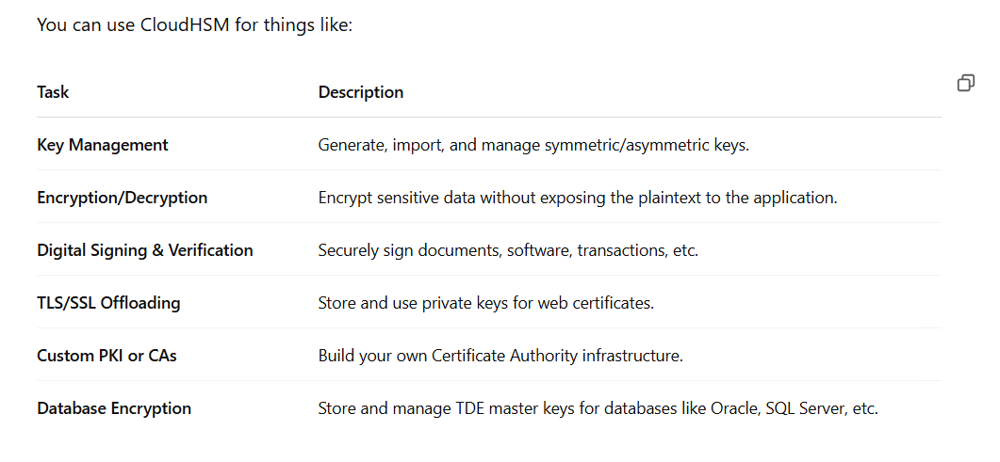 You can use CloudHSM for things like:
Task Description
Key Management Generate, import, and manage symmetric/asymmetric keys.
Encryption/Decryption Encrypt sensitive data without exposing the plaintext to the application.
Digital Signing & Verification Securely sign documents, software, transactions, etc.
TLS/SSL Offloading Store and use private keys for web certificates.
Custom PKI or CAs Build your own Certificate Authority infrastructure.
Database Encryption Store and manage TDE master keys for databases like Oracle, SQL Server, etc.